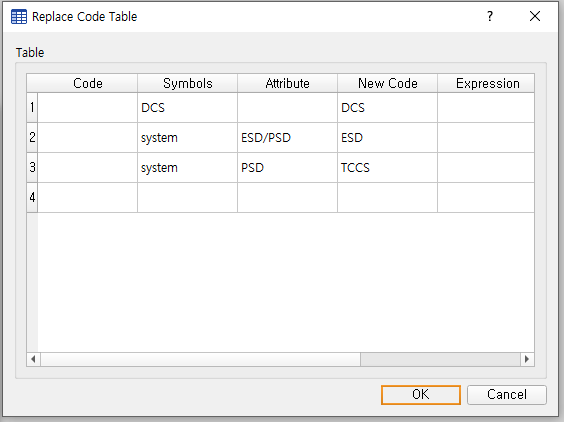 Replace Code Table
?
Table
Code Symbols Attribute New Code Expression
1 DCS DCS
2 system ESD/PSD ESD
3 system PSD TCCS
4
OK Cancel